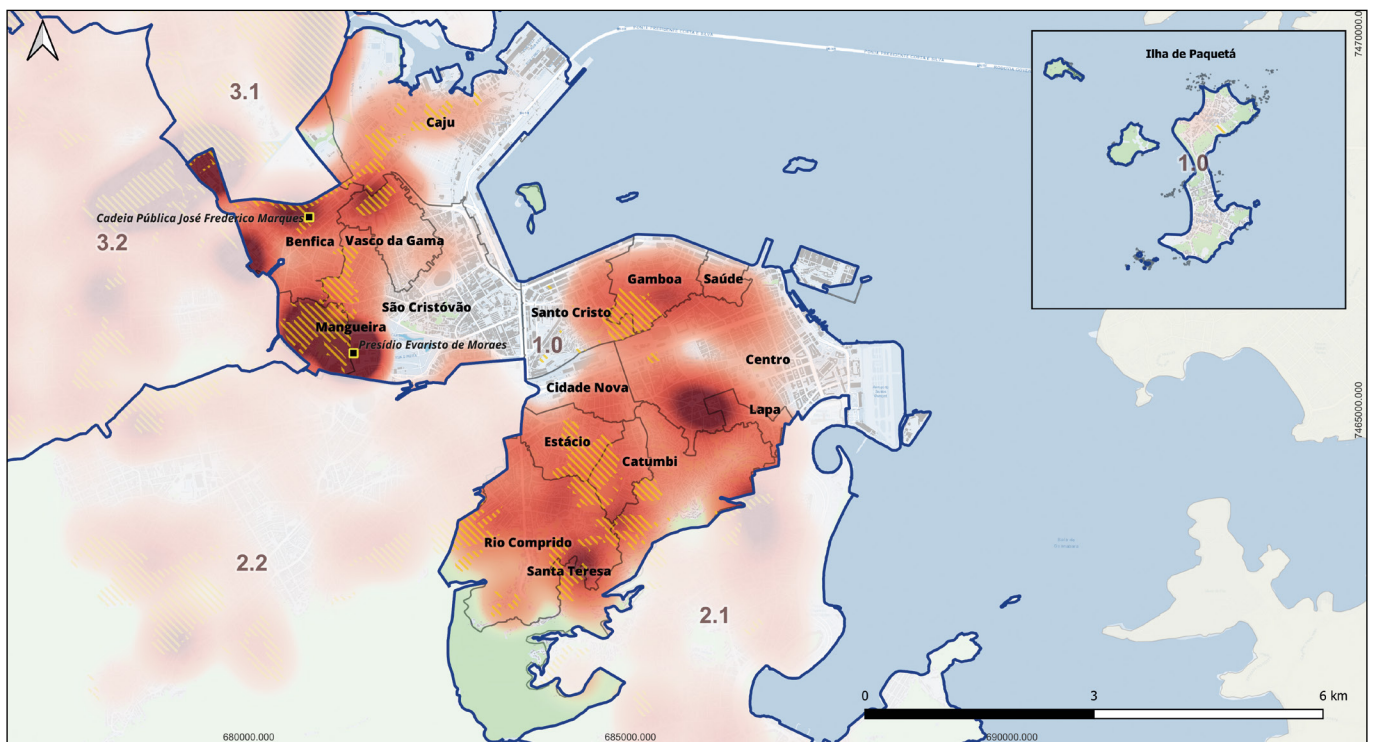 7470000.0
Ilha de Paquetá
3.1
Caju
1.0
Cadeia Pública José Frederico Marques
3.2
Benfica
Vasco da Gama
Gamboa
Saúde
São Cristóvão
Santo Cristo
Mangueira
Presídio Evaristo de Moraes
1.0
Centro
Cidade Nova
7465000.000
Lapa
Estácio
Catumbi
Rio Comprido
2.2
Santa Teresa
2.1
0 3 6 km
680000.000 685000.000 690000.000